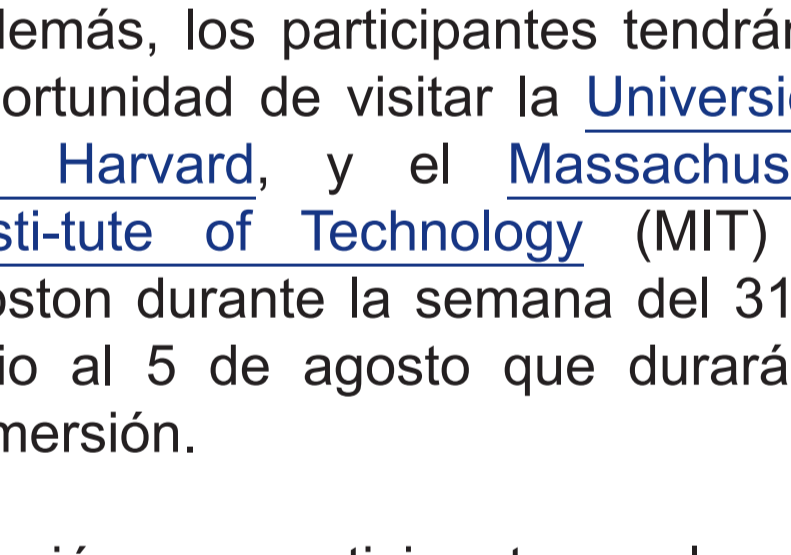 lemás, los participantes tendrán
ortunidad de visitar la Universi
Harvard, y el Massachus
sti-tute of Technology (MIT)
oston durante la semana del 31
io al 5 de agosto que durará
mersión.